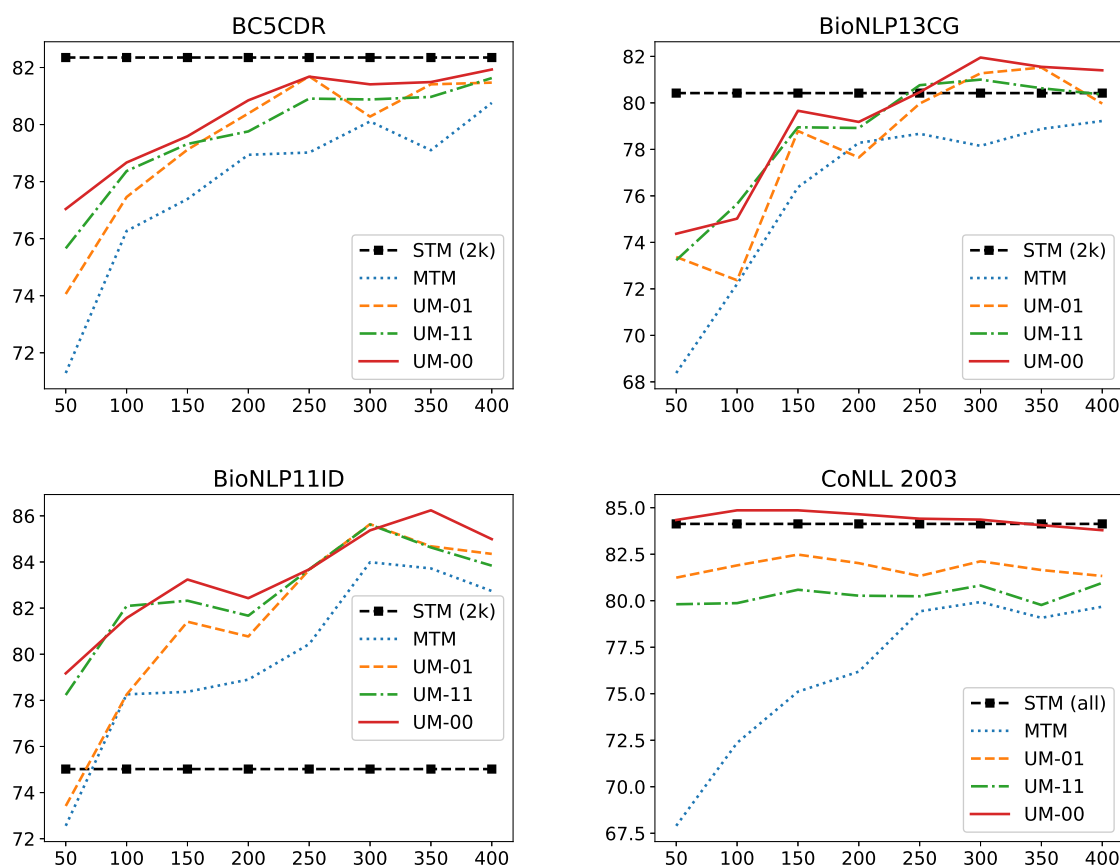 BC5CDR
82
80
78
76
74
72
STM (2k)
MTM
UM-01
UM-11
UM-00
50 100 150 200 250 300 350 400
BioNLP13CG
82
80
78
76
74
72
70
68
STM (2k)
MTM
UM-01
UM-11
UM-00
50 100 150 200 250 300 350 400
BioNLP11ID
86
84
82
80
78
76
74
72
STM (2k)
MTM
UM-01
UM-11
UM-00
50 100 150 200 250 300 350 400
CoNLL 2003
85.0
82.5
80.0
77.5
75.0
72.5
70.0
67.5
STM (all)
MTM
UM-01
UM-11
UM-00
50 100 150 200 250 300 350 400